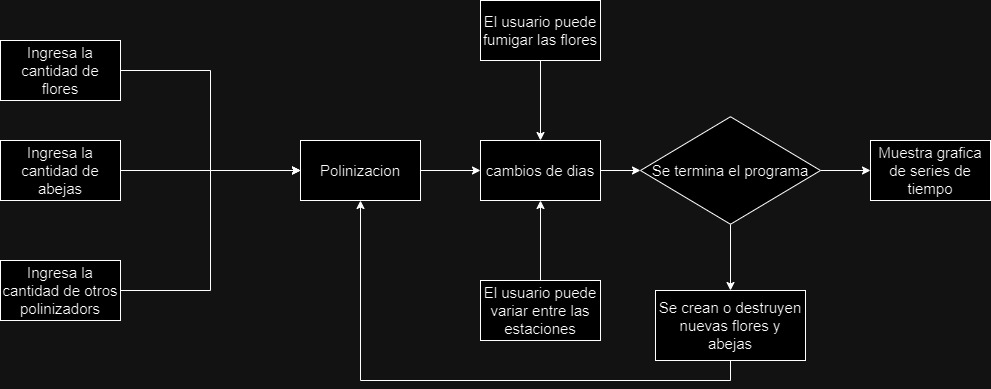 El usuario puede
fumigar las flores
Ingresa la
cantidad de
flores
Ingresa la
cantidad de
abejas
Polinizacion
cambios de dias
Se termina el programa
Muestra grafica
de series de
tiempo
Ingresa la
cantidad de otros
polinizadors
El usuario puede
variar entre las
estaciones
Se crean o destruyen
nuevas flores y
abejas